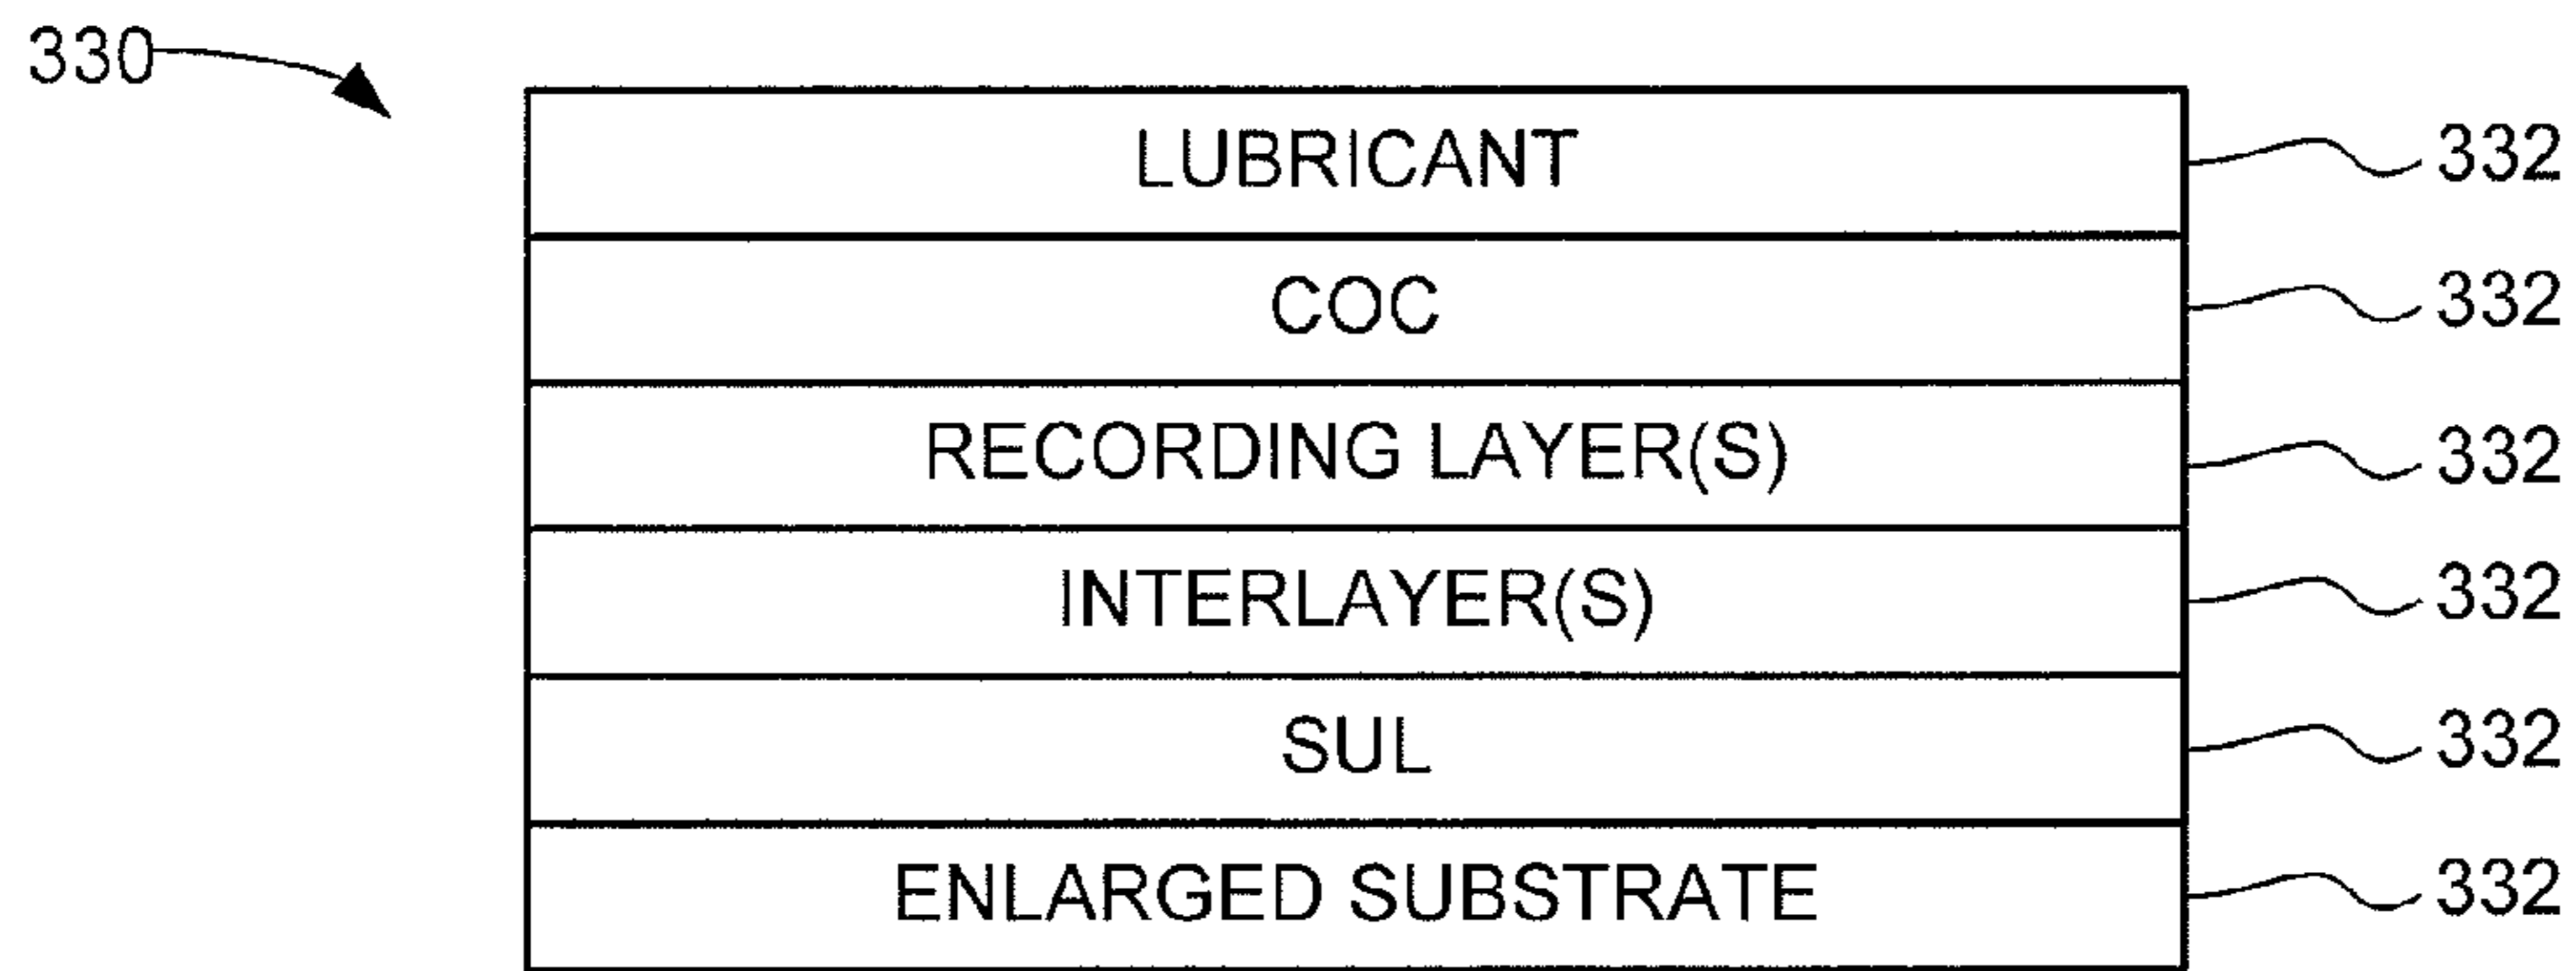 330
LUBRICANT 332
COC 332
RECORDING LAYER(S) 332
INTERLAYER(S) 332
SUL 332
ENLARGED SUBSTRATE 332